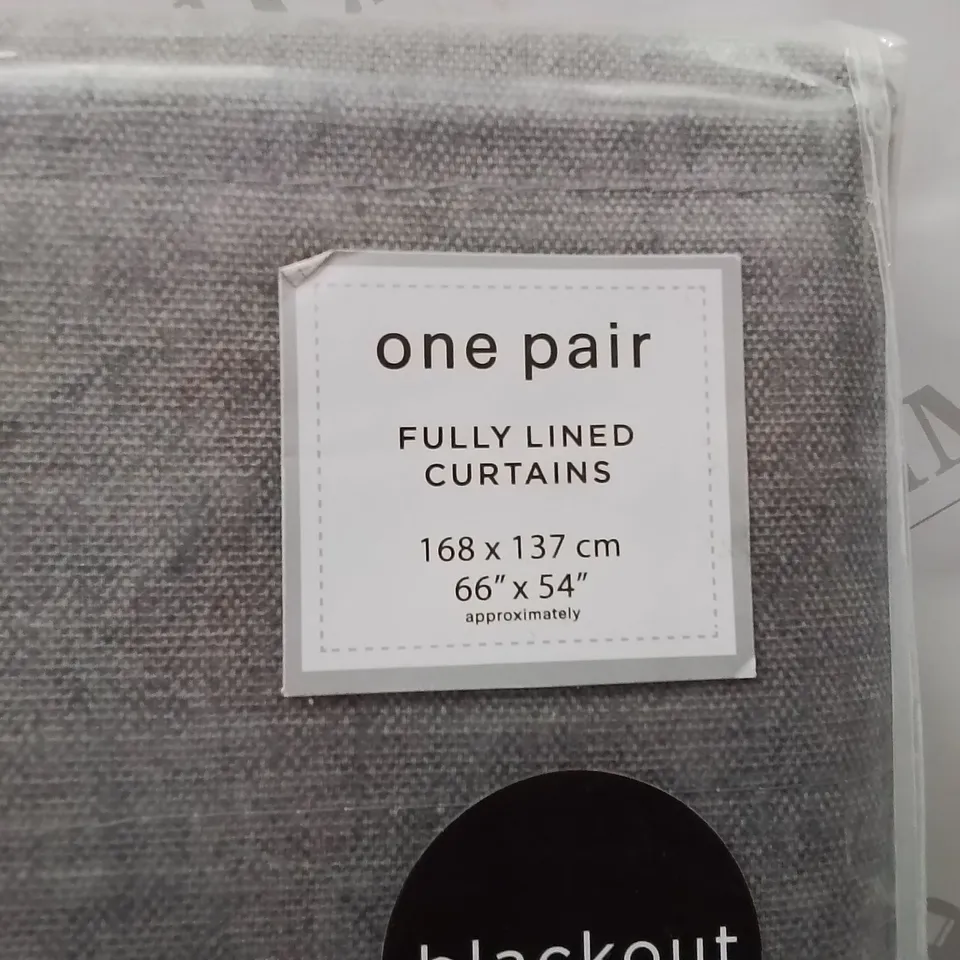 one pair
FULLY LINED
CURTAINS
168 x 137 cm
66” x 54”
approximately
blackout